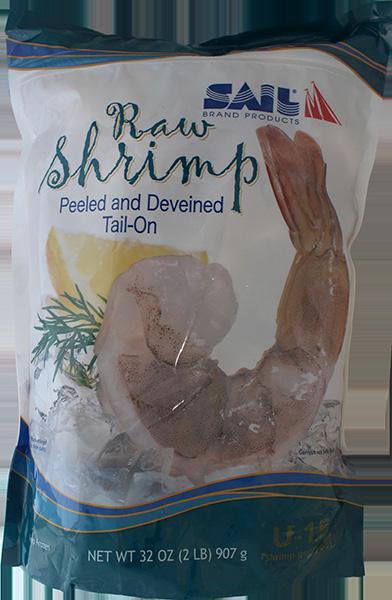 SAIL®
BRAND PRODUCTS
Raw
Shrimp
Peeled and Deveined
Tail-On
U-15
NET WT 32 OZ (2 LB) 907 g